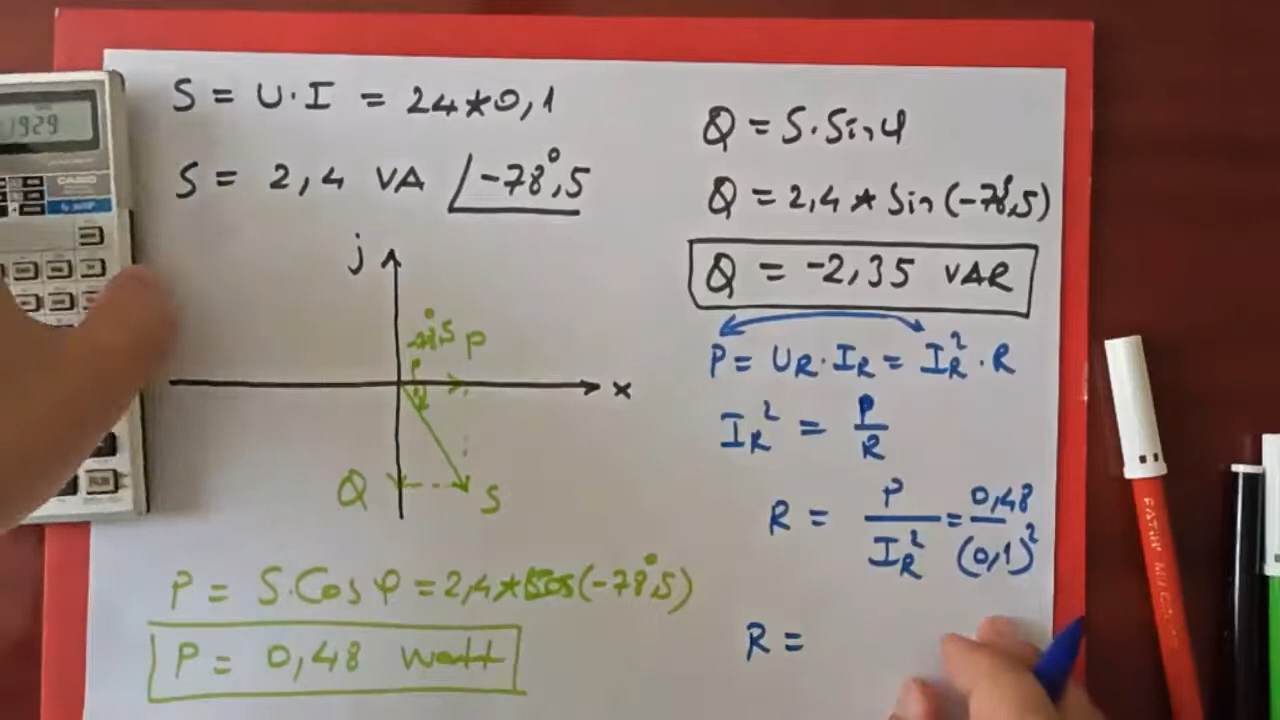 S = U·I = 24*0,1
S = 2,4 VA ∠-78°,5
j
x
P
Q
S
P = S.Cos φ = 2,4*Cos(-78°,5)
P = 0,48 watt
Q = S.Sin φ
Q = 2,4*Sin(-78°,5)
Q = -2,35 VAR
P = UR·IR = IR²·R
IR² = P/R
R = P/IR² = 0,48/(0,1)²
R =
1929
CASIO
FATİH